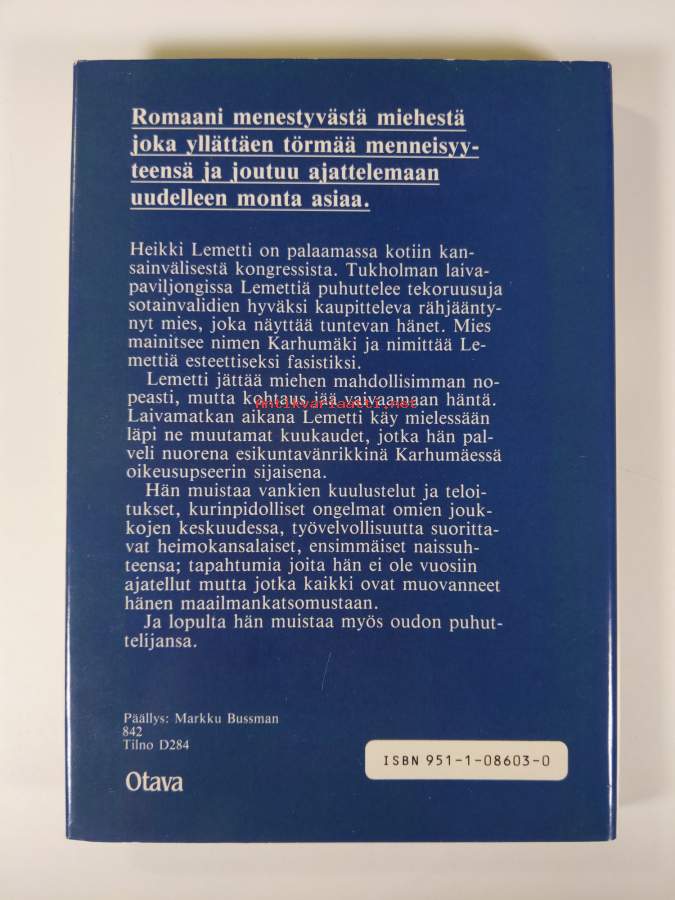 Romaani menestyvästä miehestä
joka yllättäen törmää menneisyy-
teensä ja joutuu ajattelemaan
uudelleen monta asiaa.
Heikki Lemetti on palaamassa kotiin kan-
sainvälisestä kongressista. Tukholman laiva-
paviljongissa Lemettiä puhuttelee tekoruusuja
sotainvalidien hyväksi kaupitteleva rähjäänty-
nyt mies, joka näyttää tuntevan hänet. Mies
mainitsee nimen Karhumäki ja nimittää Le-
mettiä esteettiseksi fasistiksi.
Lemetti jättää miehen mahdollisimman no-
peasti, mutta kohtaus jää vaivaamaan häntä.
Antikvariaatti.net
Laivamatkan aikana Lemetti käy mielessään
läpi ne muutamat kuukaudet, jotka hän pal-
veli nuorena esikuntavänrikkinä Karhumäessä
oikeusupseerin sijaisena.
Hän muistaa vankien kuulustelut ja teloi-
tukset, kurinpidolliset ongelmat omien jouk-
kojen keskuudessa, työvelvollisuutta suoritta-
vat heimokansalaiset, ensimmäiset naissuh-
teensa; tapahtumia joita hän ei ole vuosiin
ajatellut mutta jotka kaikki ovat muovanneet
hänen maailmankatsomustaan.
Ja lopulta hän muistaa myös oudon puhut-
telijansa.
Päällys: Markku Bussman
842
Tilno D284
ISBN 951-1-08603-0
Otava